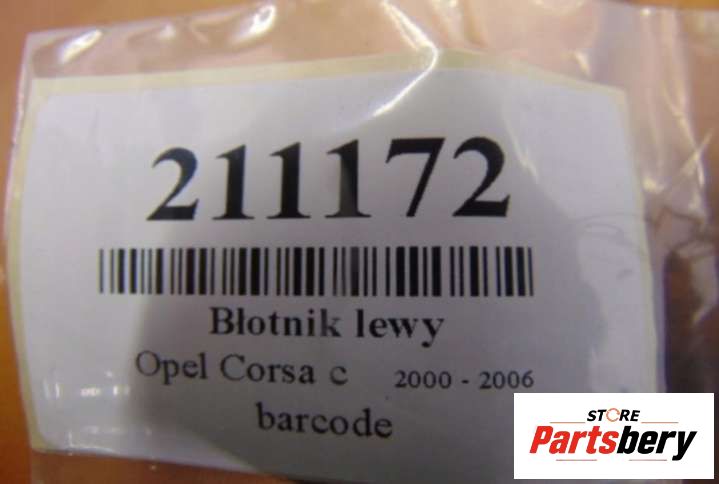 211172
Błotnik lewy
Opel Corsa c 2000 - 2006
barcode
STORE
Partsbery